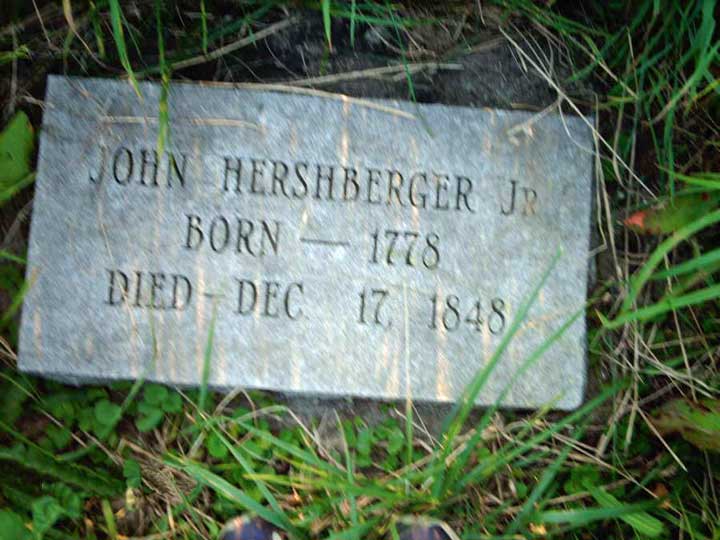 JOHN HERSHBERGER JR
BORN — 1778
DIED – DEC 17, 1848